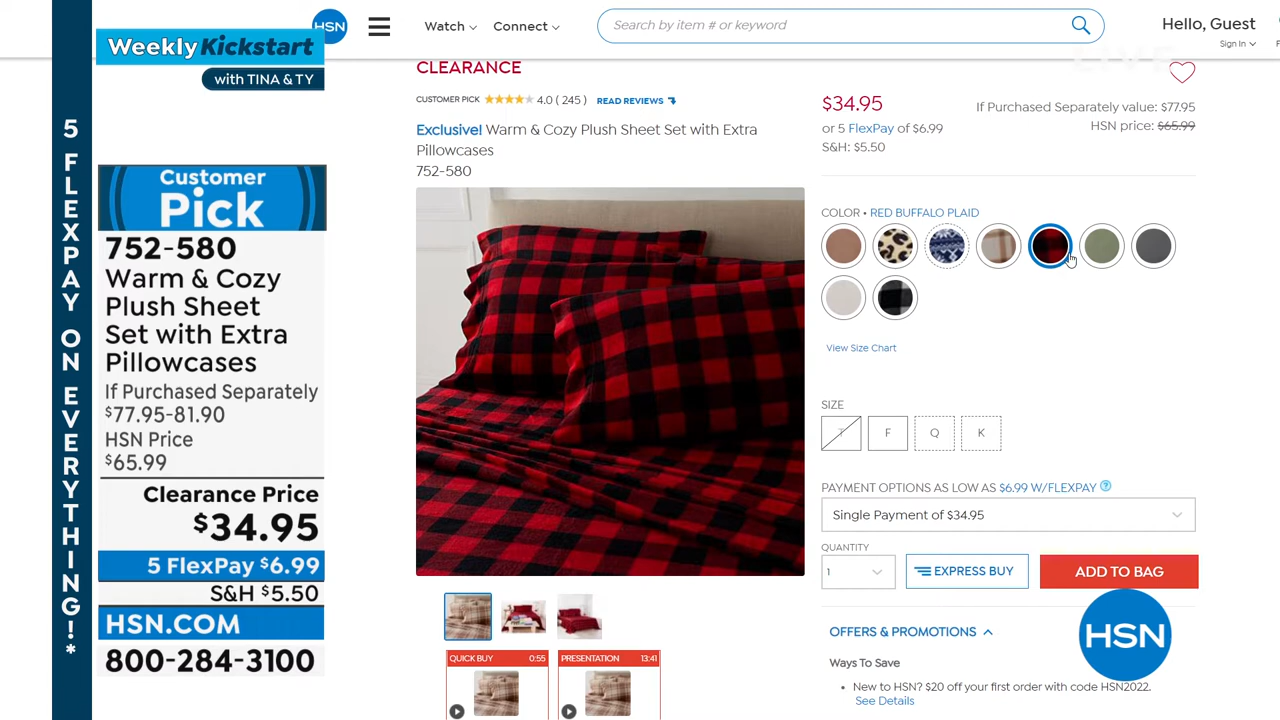 5 FLEXPAY ON EVERYTHING!*
Weekly Kickstart
with TINA & TY
Customer
Pick
752-580
Warm & Cozy
Plush Sheet
Set with Extra
Pillowcases
If Purchased Separately
$77.95-81.90
HSN Price
$65.99
Clearance Price
$34.95
5 FlexPay $6.99
S&H $5.50
HSN.COM
800-284-3100
HSN
Watch
Connect
Search by item # or keyword
Hello, Guest
Sign In
LIVE
CLEARANCE
CUSTOMER PICK 4.0 ( 245 ) READ REVIEWS
Exclusive! Warm & Cozy Plush Sheet Set with Extra
Pillowcases
752-580
$34.95
or 5 FlexPay of $6.99
S&H: $5.50
If Purchased Separately value: $77.95
HSN price: $65.99
COLOR • RED BUFFALO PLAID
View Size Chart
SIZE
T F Q K
PAYMENT OPTIONS AS LOW AS $6.99 W/FLEXPAY ?
Single Payment of $34.95
QUANTITY
1
EXPRESS BUY
ADD TO BAG
OFFERS & PROMOTIONS
HSN
Ways To Save
• New to HSN? $20 off your first order with code HSN2022.
See Details
QUICK BUY 0:55
PRESENTATION 13:41